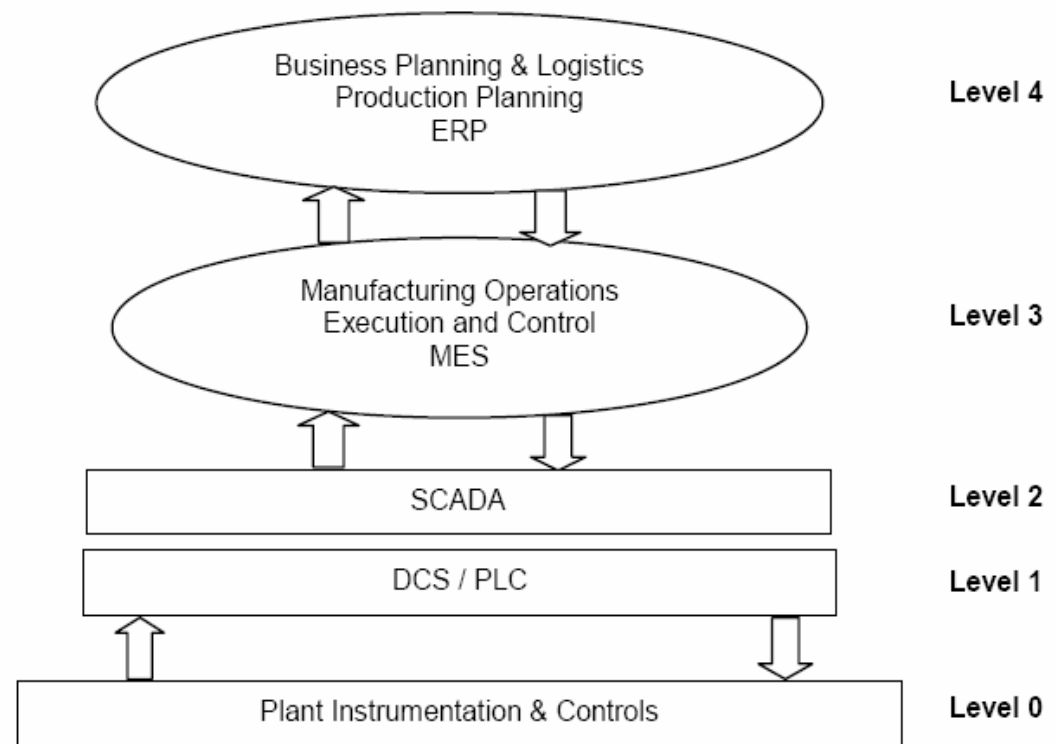 Business Planning & Logistics
Production Planning
ERP
Level 4
Manufacturing Operations
Execution and Control
MES
Level 3
SCADA
Level 2
DCS / PLC
Level 1
Plant Instrumentation & Controls
Level 0